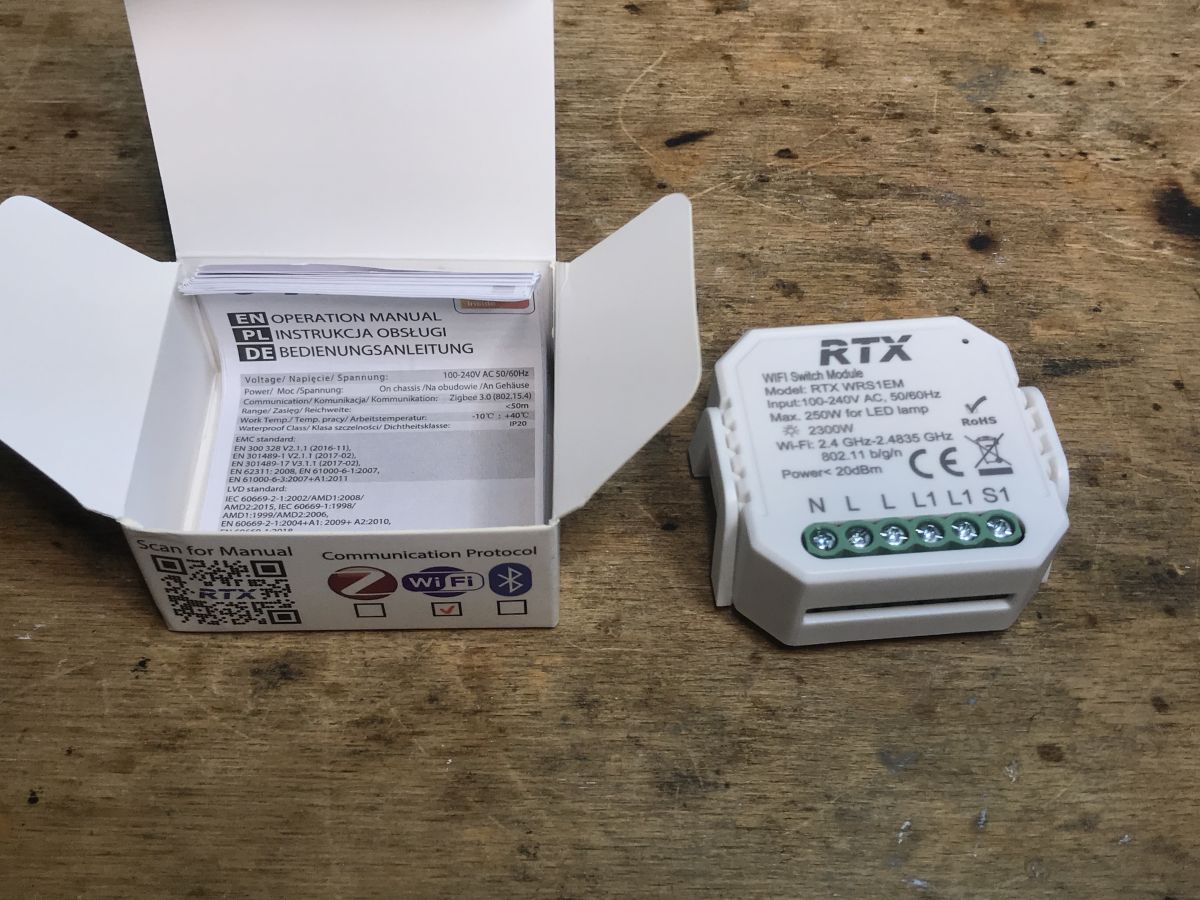 Inside
EN OPERATION MANUAL
PL INSTRUKCJA OBSŁUGI
DE BEDIENUNGSANLEITUNG
Voltage/ Napięcie/ Spannung: 100-240V AC 50/60Hz
Power/ Moc /Spannung: On chassis /Na obudowie /An Gehäuse
Communication/ Komunikacja/ Kommunikation: Zigbee 3.0 (802.15.4)
Range/ Zasięg/ Reichweite: <50m
Work Temp./ Temp. pracy/ Arbeitstemperatur: -10°C ÷ +40°C
Waterproof Class/ Klasa szczelności/ Dichtheitsklasse: IP20
EMC standard:
EN 300 328 V2.1.1 (2016-11),
EN 301489-1 V2.1.1 (2017-02),
EN 301489-17 V3.1.1 (2017-02),
EN 62311: 2008, EN 61000-6-1:2007,
EN 61000-6-3:2007+A1:2011
LVD standard:
IEC 60669-2-1:2002/AMD1:2008/
AMD2:2015, IEC 60669-1:1998/
AMD1:1999/AMD2:2006,
EN 60669-2-1:2004+A1: 2009+ A2:2010,
Scan for Manual
RTX
Communication Protocol
Z WiFi
RTX
WIFI Switch Module
Model: RTX WRS1EM
Input:100-240V AC, 50/60Hz
Max. 250W for LED lamp
2300W
Wi-Fi: 2.4 GHz-2.4835 GHz
802.11 b/g/n
Power< 20dBm
RoHS
CE
N L L L1 L1 S1